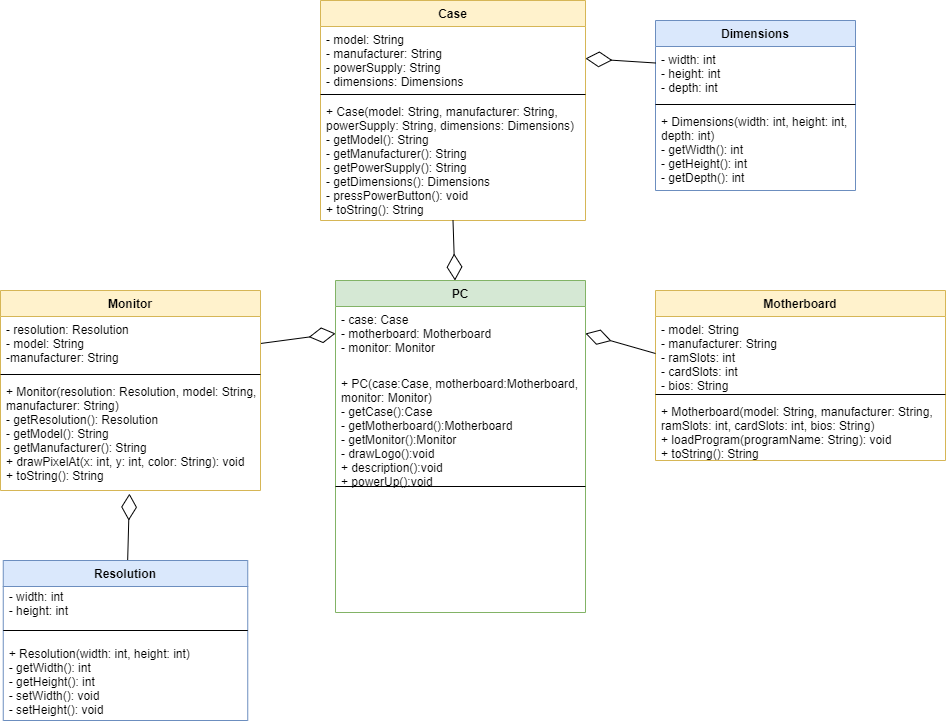 Case
- model: String
- manufacturer: String
- powerSupply: String
- dimensions: Dimensions
+ Case(model: String, manufacturer: String,
powerSupply: String, dimensions: Dimensions)
- getModel(): String
- getManufacturer(): String
- getPowerSupply(): String
- getDimensions(): Dimensions
- pressPowerButton(): void
+ toString(): String
Dimensions
- width: int
- height: int
- depth: int
+ Dimensions(width: int, height: int,
depth: int)
- getWidth(): int
- getHeight(): int
- getDepth(): int
Monitor
- resolution: Resolution
- model: String
-manufacturer: String
+ Monitor(resolution: Resolution, model: String,
manufacturer: String)
- getResolution(): Resolution
- getModel(): String
- getManufacturer(): String
+ drawPixelAt(x: int, y: int, color: String): void
+ toString(): String
PC
- case: Case
- motherboard: Motherboard
- monitor: Monitor
+ PC(case:Case, motherboard:Motherboard,
monitor: Monitor)
- getCase():Case
- getMotherboard():Motherboard
- getMonitor():Monitor
- drawLogo():void
+ description():void
+ powerUp():void
Motherboard
- model: String
- manufacturer: String
- ramSlots: int
- cardSlots: int
- bios: String
+ Motherboard(model: String, manufacturer: String,
ramSlots: int, cardSlots: int, bios: String)
+ loadProgram(programName: String): void
+ toString(): String
Resolution
- width: int
- height: int
+ Resolution(width: int, height: int)
- getWidth(): int
- getHeight(): int
- setWidth(): void
- setHeight(): void